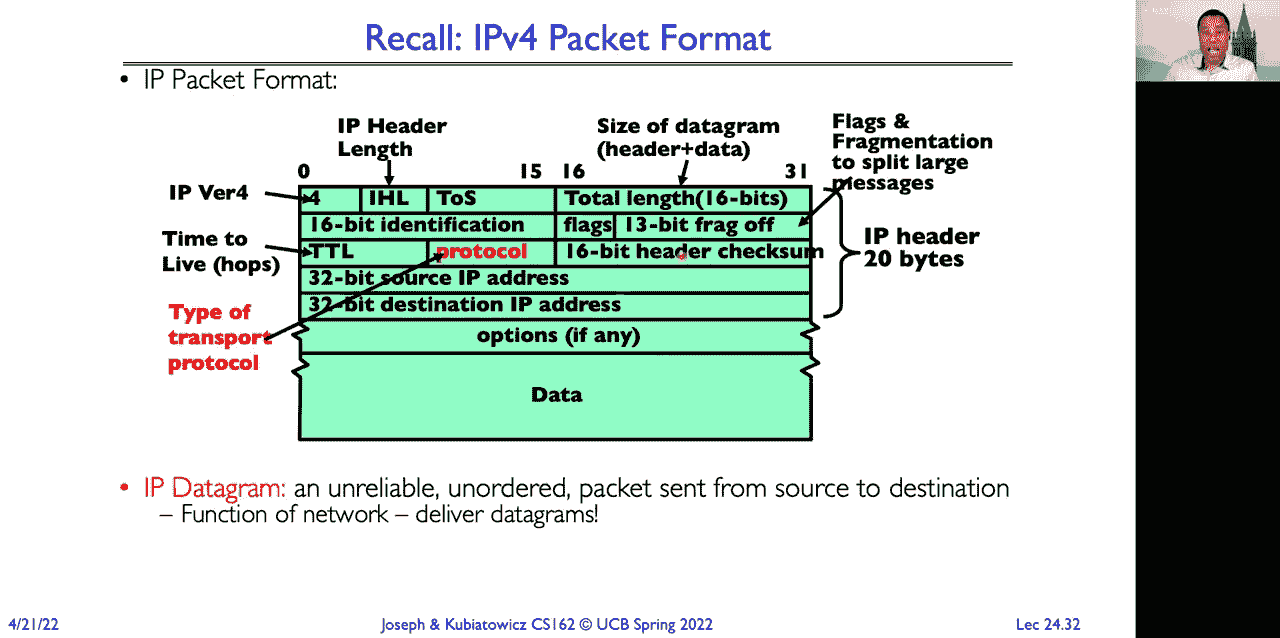 Recall: IPv4 Packet Format
• IP Packet Format:
IP Header
Length
Size of datagram
(header+data)
Flags &
Fragmentation
to split large
messages
0
15
16
31
IP Ver4
4
IHL
ToS
Total length(16-bits)
16-bit identification
flags
13-bit frag off
Time to
Live (hops)
TTL
protocol
16-bit header checksum
IP header
20 bytes
32-bit source IP address
32-bit destination IP address
Type of
transport
protocol
options (if any)
Data
• IP Datagram: an unreliable, unordered, packet sent from source to destination
– Function of network – deliver datagrams!
4/21/22
Joseph & Kubiatowicz CS162 © UCB Spring 2022
Lec 24.32